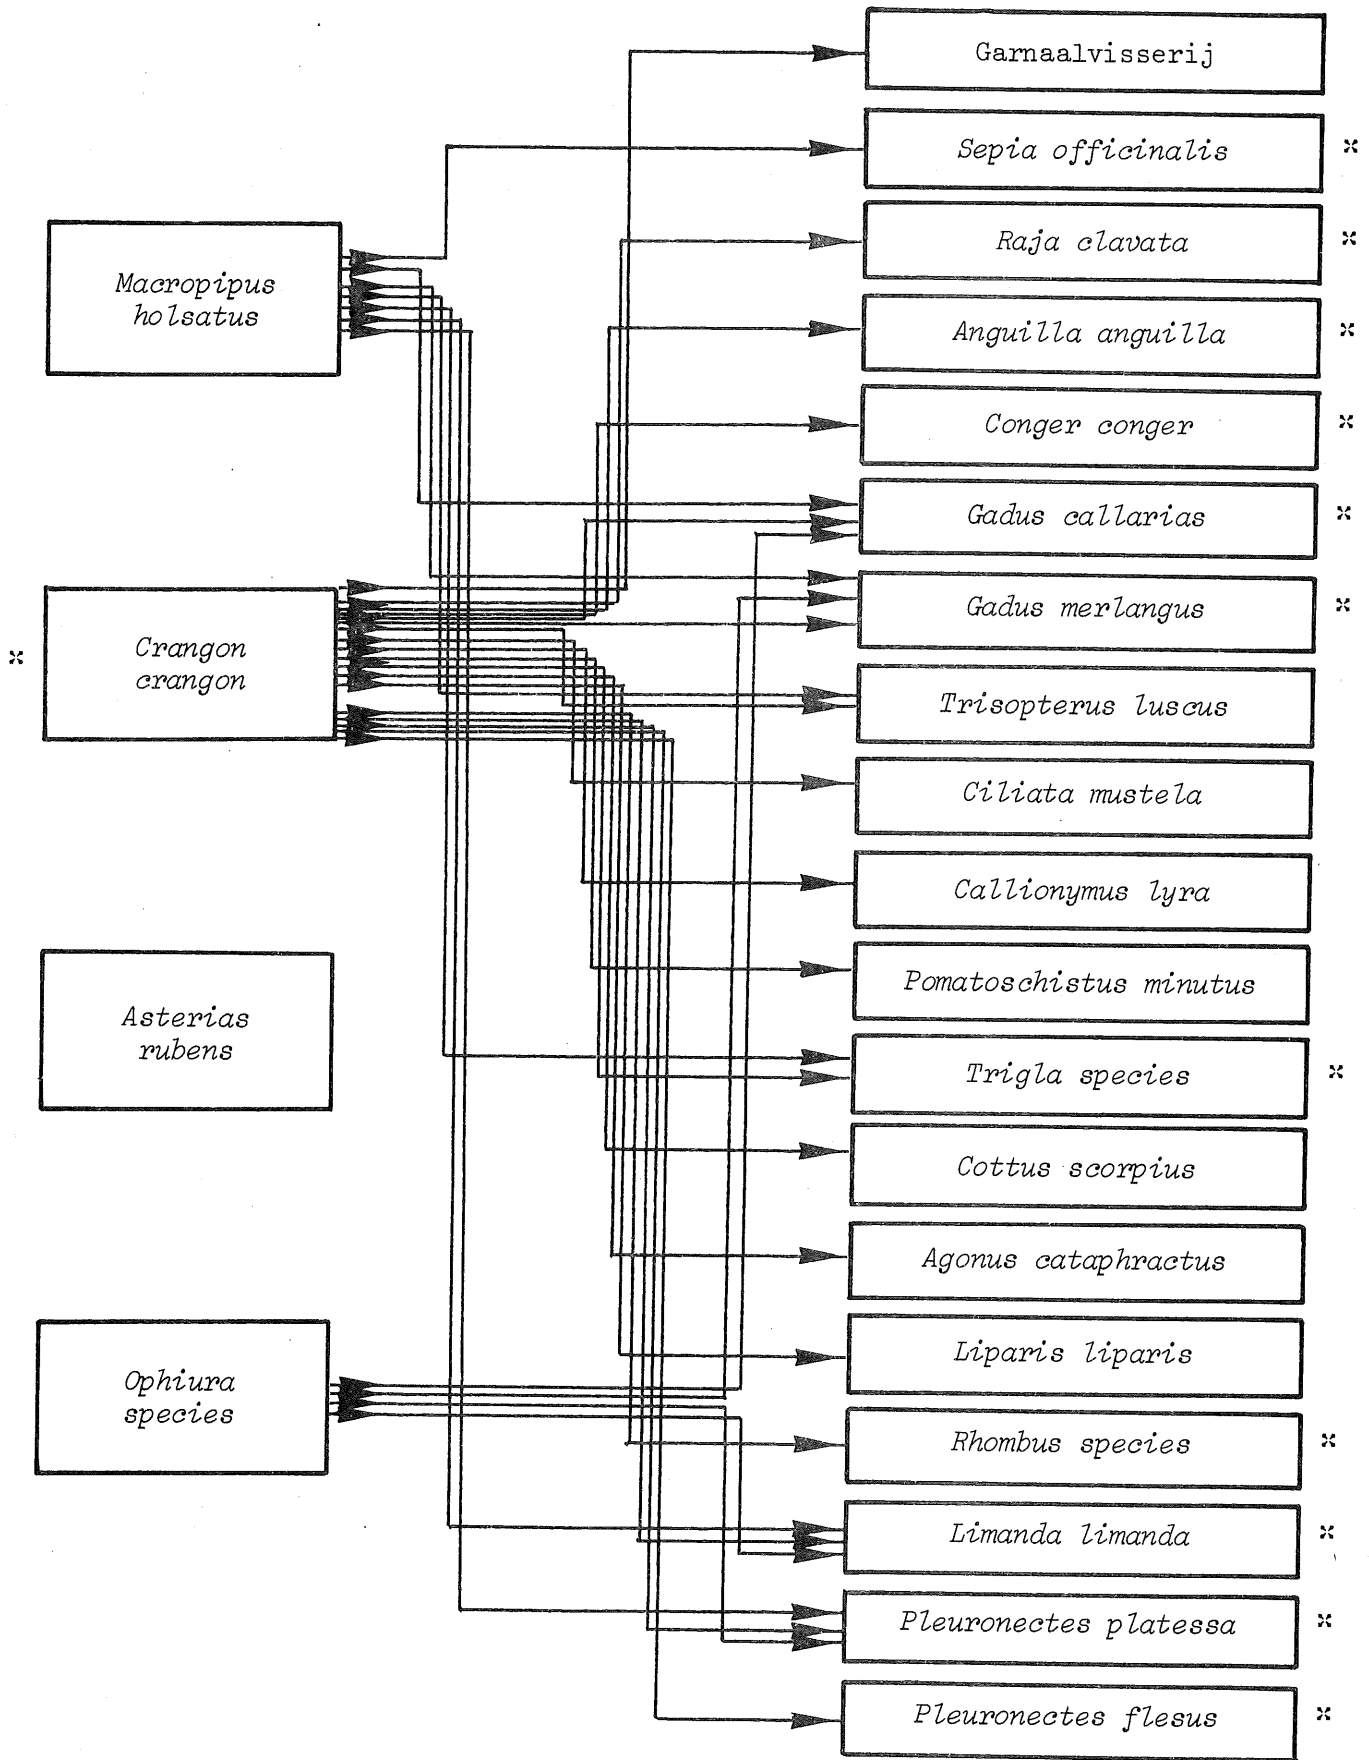 Garnaalvisserij
Sepia officinalis
Raja clavata
Anguilla anguilla
Conger conger
Gadus callarias
Gadus merlangus
Trisopterus luscus
Ciliata mustela
Callionymus lyra
Pomatoschistus minutus
Trigla species
Cottus scorpius
Agonus cataphractus
Liparis liparis
Rhombus species
Limanda limanda
Pleuronectes platessa
Pleuronectes flesus
Macropipus
holsatus
Crangon
crangon
Asterias
rubens
Ophiura
species